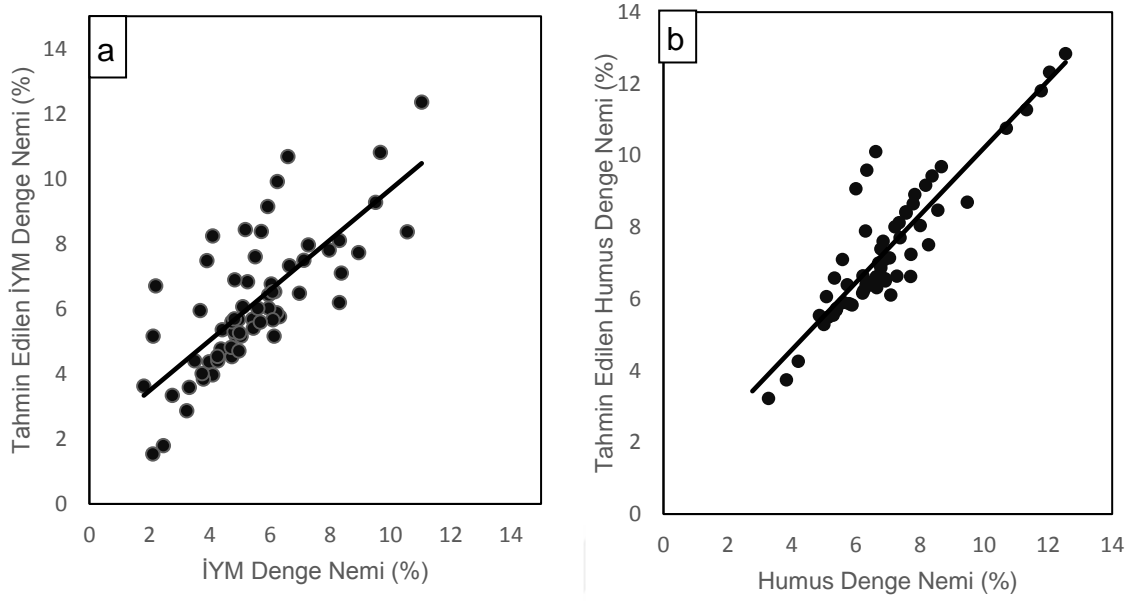 a
14
12
10
8
6
4
2
0
0 2 4 6 8 10 12 14
Tahmin Edilen İYM Denge Nemi (%)
İYM Denge Nemi (%)
b
14
12
10
8
6
4
2
0
0 2 4 6 8 10 12 14
Tahmin Edilen Humus Denge Nemi (%)
Humus Denge Nemi (%)